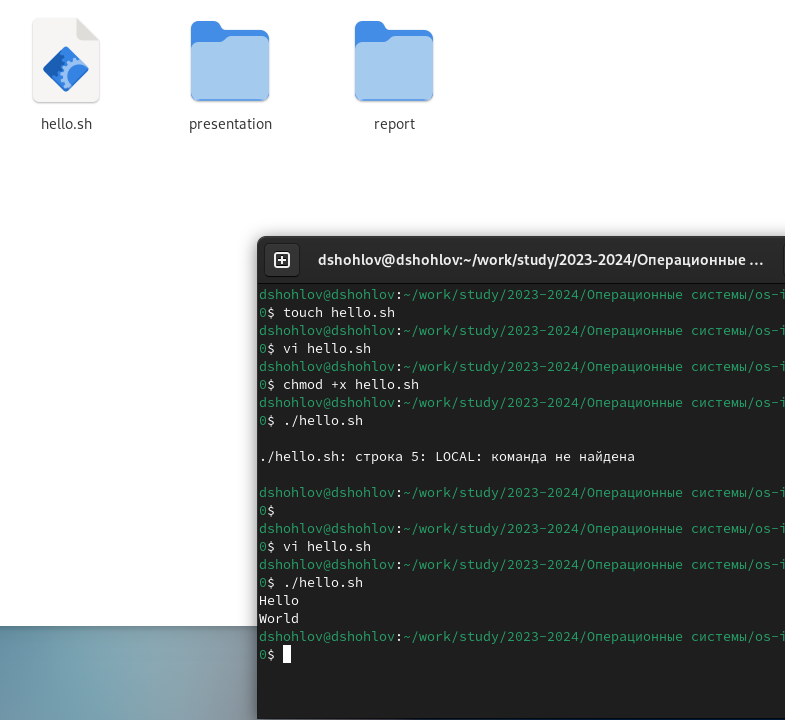 hello.sh
presentation
report
dshohlov@dshohlov:~/work/study/2023-2024/Операционные ...
dshohlov@dshohlov:~/work/study/2023-2024/Операционные системы/os-i
0$ touch hello.sh
dshohlov@dshohlov:~/work/study/2023-2024/Операционные системы/os-i
0$ vi hello.sh
dshohlov@dshohlov:~/work/study/2023-2024/Операционные системы/os-i
0$ chmod +x hello.sh
dshohlov@dshohlov:~/work/study/2023-2024/Операционные системы/os-i
0$ ./hello.sh
./hello.sh: строка 5: LOCAL: команда не найдена
dshohlov@dshohlov:~/work/study/2023-2024/Операционные системы/os-i
0$
dshohlov@dshohlov:~/work/study/2023-2024/Операционные системы/os-i
0$ vi hello.sh
dshohlov@dshohlov:~/work/study/2023-2024/Операционные системы/os-i
0$ ./hello.sh
Hello
World
dshohlov@dshohlov:~/work/study/2023-2024/Операционные системы/os-i
0$